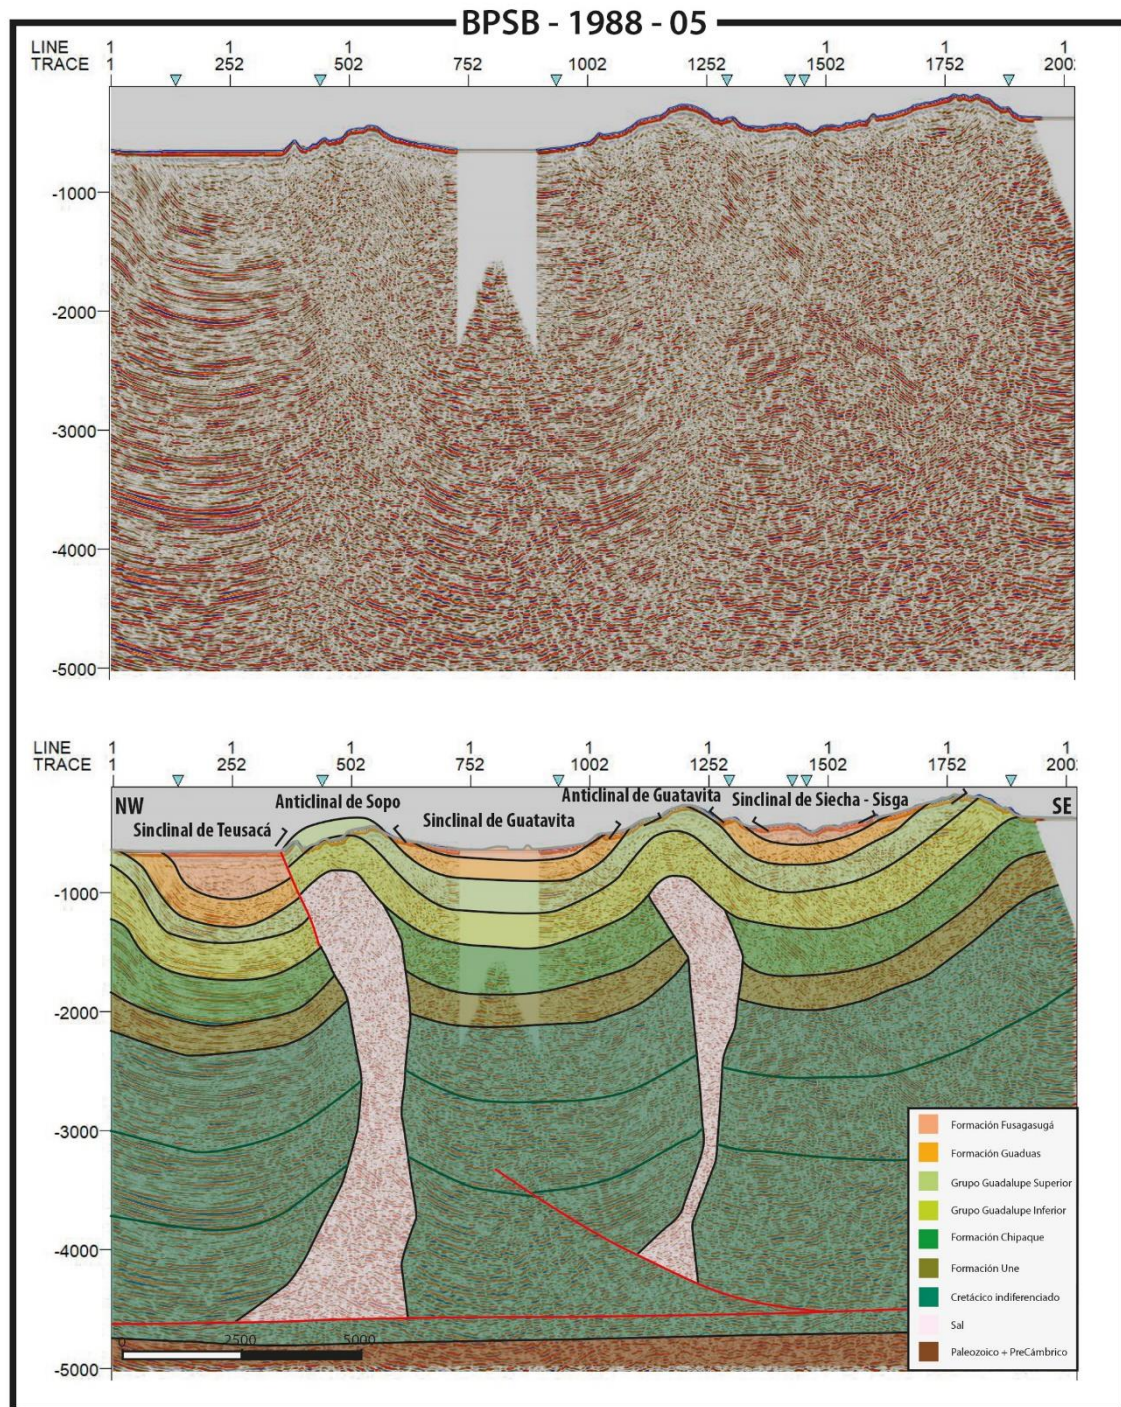 BPSB - 1988 - 05
LINE 1 1 1 1 1 1 1 1
TRACE 1 252 502 752 1002 1252 1502 1752 200
-1000
-2000
-3000
-4000
-5000
LINE 1 1 1 1 1 1 1 1 1
TRACE 1 252 502 752 1002 1252 1502 1752 200
NW
SE
Anticlinal de Sopo
Anticlinal de Guatavita
Sinclinal de Siecha - Sisga
Sinclinal de Teusacá
Sinclinal de Guatavita
-1000
-2000
-3000
-4000
-5000
Formación Fusagasugá
Formación Guaduas
Grupo Guadalupe Superior
Grupo Guadalupe Inferior
Formación Chipaque
Formación Une
Cretácico indiferenciado
Sal
Paleozoico + PreCámbrico
0 2500 5000